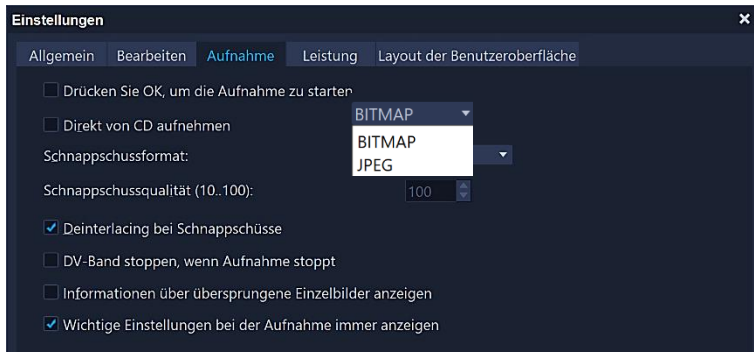 Einstellungen
Allgemein Bearbeiten Aufnahme Leistung Layout der Benutzeroberfläche
Drücken Sie OK, um die Aufnahme zu starten
Direkt von CD aufnehmen
BITMAP
BITMAP
JPEG
Schnappschussformat:
Schnappschussqualität (10..100): 100
Deinterlacing bei Schnappschüsse
DV-Band stoppen, wenn Aufnahme stoppt
Informationen über übersprungene Einzelbilder anzeigen
Wichtige Einstellungen bei der Aufnahme immer anzeigen